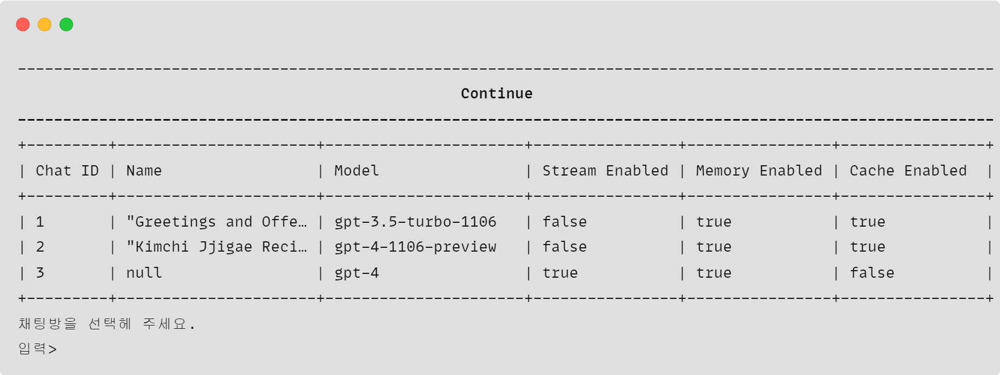 ------------------------------------------------------------------------------------------------------------
Continue
------------------------------------------------------------------------------------------------------------
+---------+----------------------+----------------------+----------------+----------------+----------------+
| Chat ID | Name                 | Model                | Stream Enabled | Memory Enabled | Cache Enabled  |
+---------+----------------------+----------------------+----------------+----------------+----------------+
| 1       | "Greetings and Offe… | gpt-3.5-turbo-1106   | false          | true           | true           |
| 2       | "Kimchi Jjigae Reci… | gpt-4-1106-preview   | false          | true           | true           |
| 3       | null                 | gpt-4                | true           | true           | false          |
+---------+----------------------+----------------------+----------------+----------------+----------------+
채팅방을 선택헤 주세요.
입력>